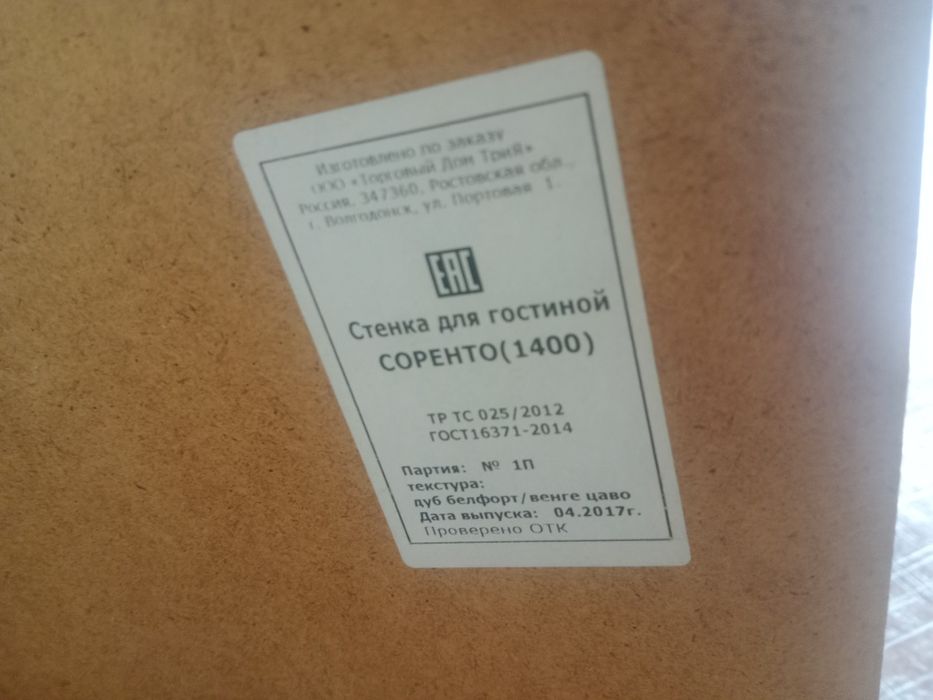 Изготовлено по заказу
ООО «Торговый Дом ТриЯ»
Россия, 347360, Ростовская обл.,
г. Волгодонск, ул. Портовая 1.
ЕАС
Стенка для гостиной
СОРЕНТО(1400)
ТР ТС 025/2012
ГОСТ16371-2014
Партия: № 1П
текстура:
дуб белфорт/венге цаво
Дата выпуска: 04.2017г.
Проверено ОТК